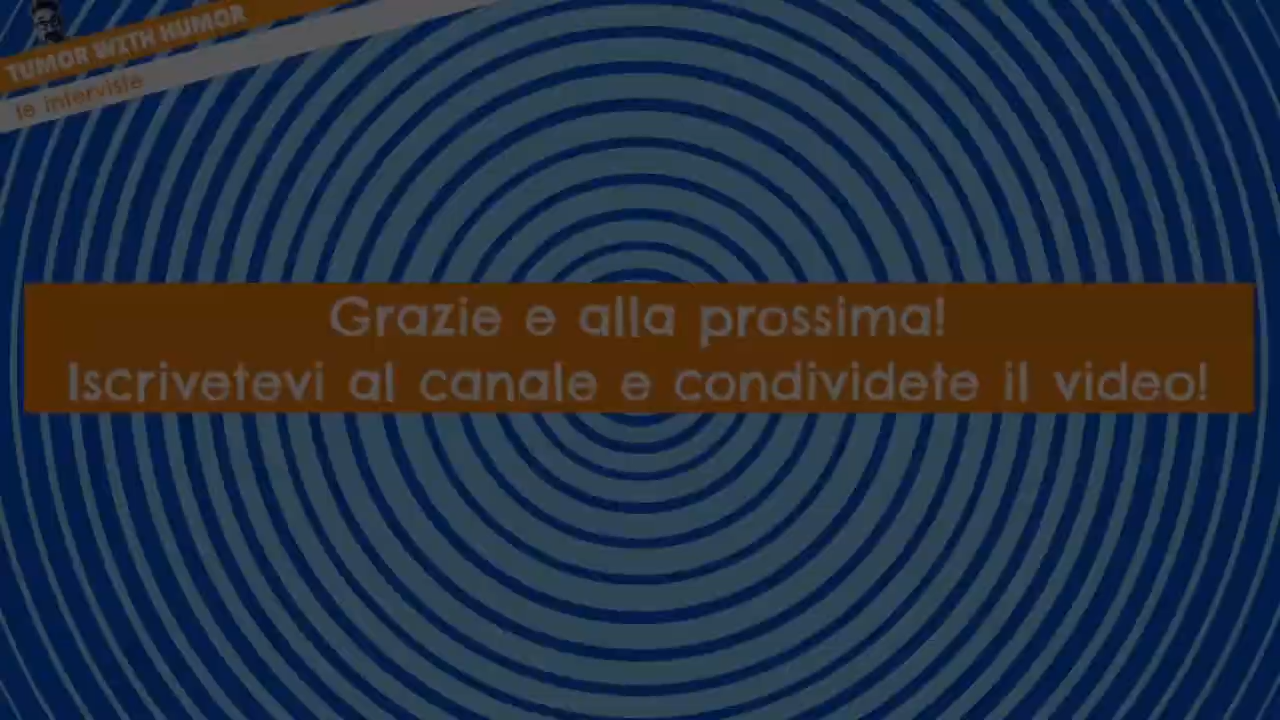 TUMOR WITH HUMOR
le interviste
Grazie e alla prossima!
Iscrivetevi al canale e condividete il video!